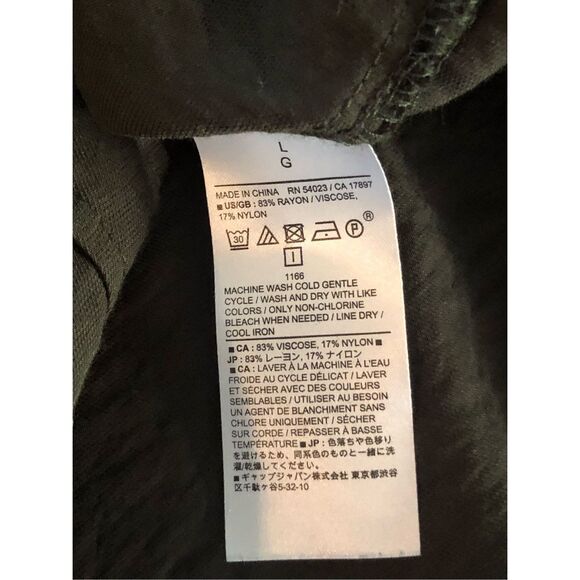 L
G
MADE IN CHINA RN 54023 / CA 17897
■ US/GB : 83% RAYON / VISCOSE,
17% NYLON
30 P ®
I
1166
MACHINE WASH COLD GENTLE
CYCLE / WASH AND DRY WITH LIKE
COLORS / ONLY NON-CHLORINE
BLEACH WHEN NEEDED / LINE DRY /
COOL IRON
■ CA : 83% VISCOSE, 17% NYLON ■
JP : 83% レーヨン, 17% ナイロン
■ CA : LAVER À LA MACHINE À L'EAU
FROIDE AU CYCLE DÉLICAT / LAVER
ET SÉCHER AVEC DES COULEURS
SEMBLABLES / UTILISER AU BESOIN
UN AGENT DE BLANCHIMENT SANS
CHLORE UNIQUEMENT / SÉCHER
SUR CORDE / REPASSER À BASSE
TEMPÉRATURE ■ JP : 色落ちや色移り
を避けるため、同系色のものと一緒に洗
濯/乾燥してください。
■ ギャップジャパン株式会社 東京都渋谷
区千駄ヶ谷5-32-10